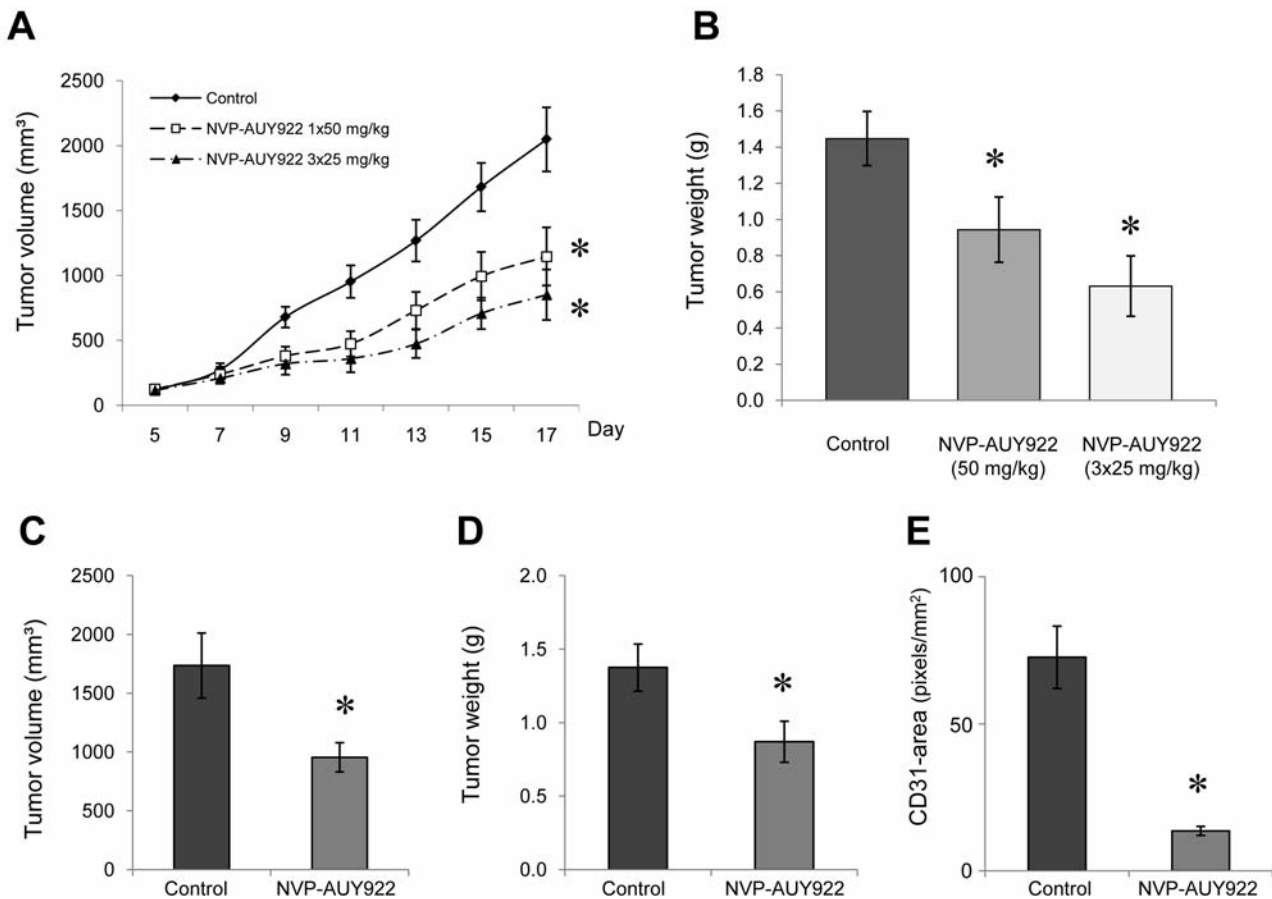 A
Tumor volume (mm³)
2500
2000
1500
1000
500
0
Control
NVP-AUY922 1x50 mg/kg
NVP-AUY922 3x25 mg/kg
*
*
5 7 9 11 13 15 17 Day
B
Tumor weight (g)
1.8
1.6
1.4
1.2
1.0
0.8
0.6
0.4
0.2
0.0
*
*
Control
NVP-AUY922
(50 mg/kg)
NVP-AUY922
(3x25 mg/kg)
C
Tumor volume (mm³)
2500
2000
1500
1000
500
0
*
Control NVP-AUY922
D
Tumor weight (g)
2.0
1.5
1.0
0.5
0.0
*
Control NVP-AUY922
E
CD31-area (pixels/mm²)
100
50
0
*
Control NVP-AUY922